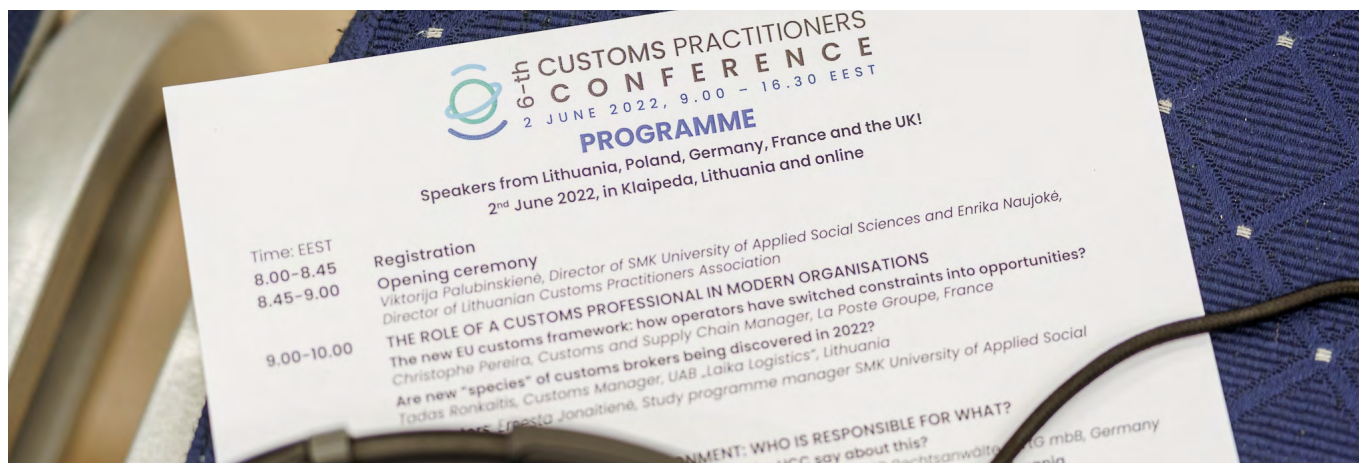 6-th CUSTOMS PRACTITIONERS
CONFERENCE
2 JUNE 2022, 9.00 – 16.30 EEST
PROGRAMME
Speakers from Lithuania, Poland, Germany, France and the UK!
2nd June 2022, in Klaipeda, Lithuania and online
Time: EEST
8.00-8.45 Registration
8.45-9.00 Opening ceremony
Viktorija Palubinskienė, Director of SMK University of Applied Social Sciences and Enrika Naujokė,
Director of Lithuanian Customs Practitioners Association
THE ROLE OF A CUSTOMS PROFESSIONAL IN MODERN ORGANISATIONS
9.00-10.00 The new EU customs framework: how operators have switched constraints into opportunities?
Christophe Pereira, Customs and Supply Chain Manager, La Poste Groupe, France
Are new "species" of customs brokers being discovered in 2022?
Tadas Ronkaitis, Customs Manager, UAB „Laika Logistics", Lithuania
Ernesta Jonaitienė, Study programme manager SMK University of Applied Social
WHO IS RESPONSIBLE FOR WHAT?
say about this?
mbB, Germany